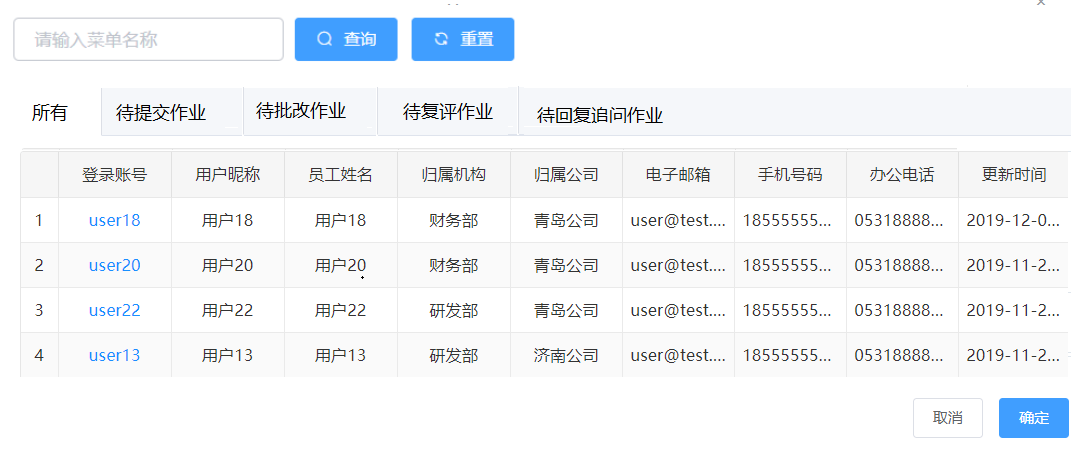 请输入菜单名称 查询 重置
所有 待提交作业 待批改作业 待复评作业 待回复追问作业
登录账号 用户昵称 员工姓名 归属机构 归属公司 电子邮箱 手机号码 办公电话 更新时间
1 user18 用户18 用户18 财务部 青岛公司 user@test.... 18555555... 05318888... 2019-12-0...
2 user20 用户20 用户20 财务部 青岛公司 user@test.... 18555555... 05318888... 2019-11-2...
3 user22 用户22 用户22 研发部 青岛公司 user@test.... 18555555... 05318888... 2019-11-2...
4 user13 用户13 用户13 研发部 济南公司 user@test.... 18555555... 05318888... 2019-11-2...
取消 确定